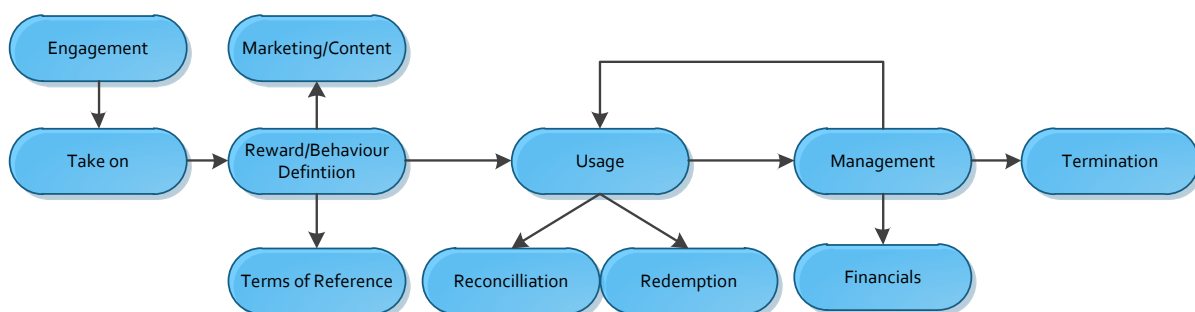 Engagement
Marketing/Content
Take on
Reward/Behaviour
Defintiion
Usage
Management
Termination
Terms of Reference
Reconcilliation
Redemption
Financials